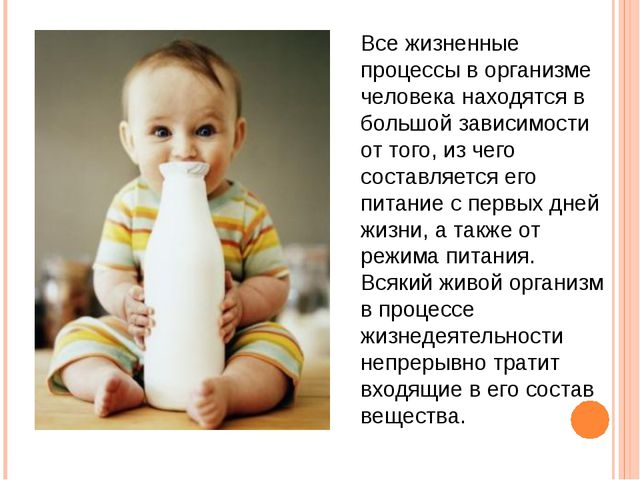 Все жизненные
процессы в организме
человека находятся в
большой зависимости
от того, из чего
составляется его
питание с первых дней
жизни, а также от
режима питания.
Всякий живой организм
в процессе
жизнедеятельности
непрерывно тратит
входящие в его состав
вещества.